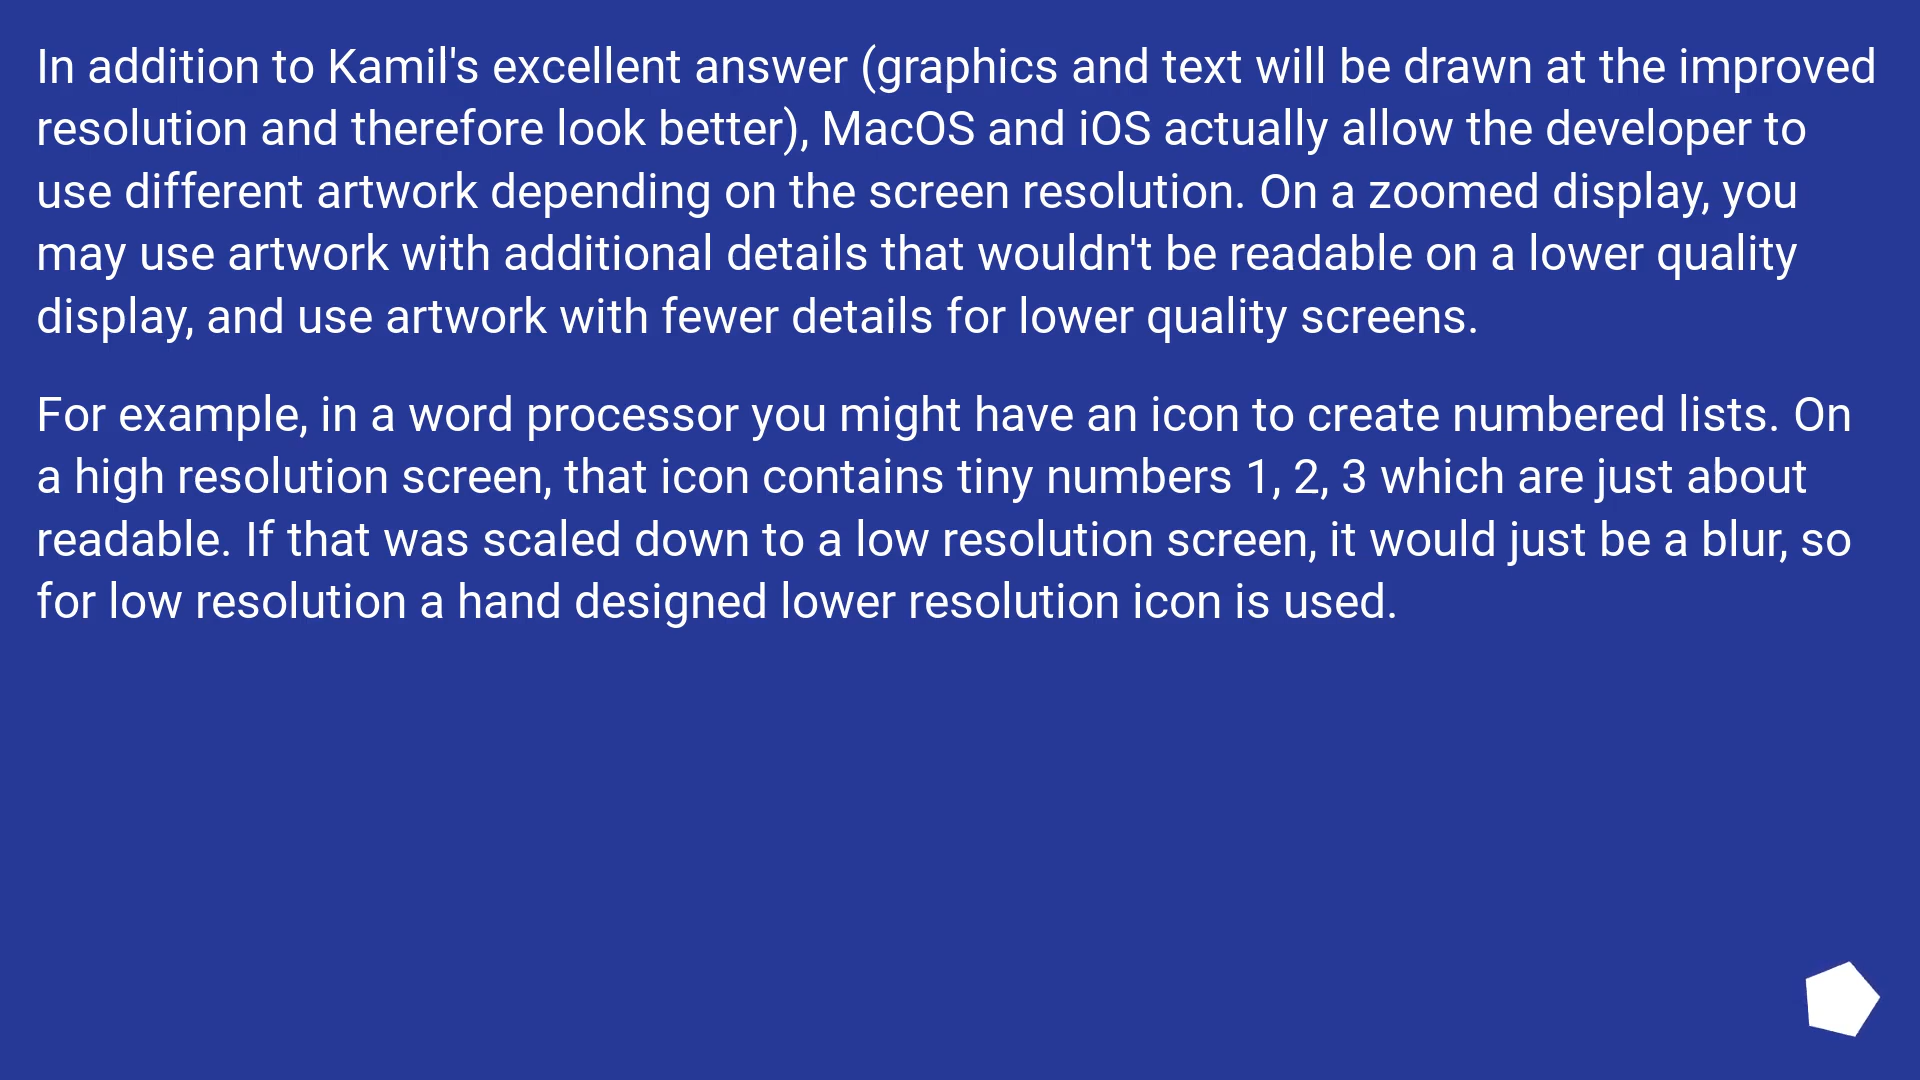 In addition to Kamil's excellent answer (graphics and text will be drawn at the improved
resolution and therefore look better), MacOS and iOS actually allow the developer to
use different artwork depending on the screen resolution. On a zoomed display, you
may use artwork with additional details that wouldn't be readable on a lower quality
display, and use artwork with fewer details for lower quality screens.
For example, in a word processor you might have an icon to create numbered lists. On
a high resolution screen, that icon contains tiny numbers 1, 2, 3 which are just about
readable. If that was scaled down to a low resolution screen, it would just be a blur, so
for low resolution a hand designed lower resolution icon is used.